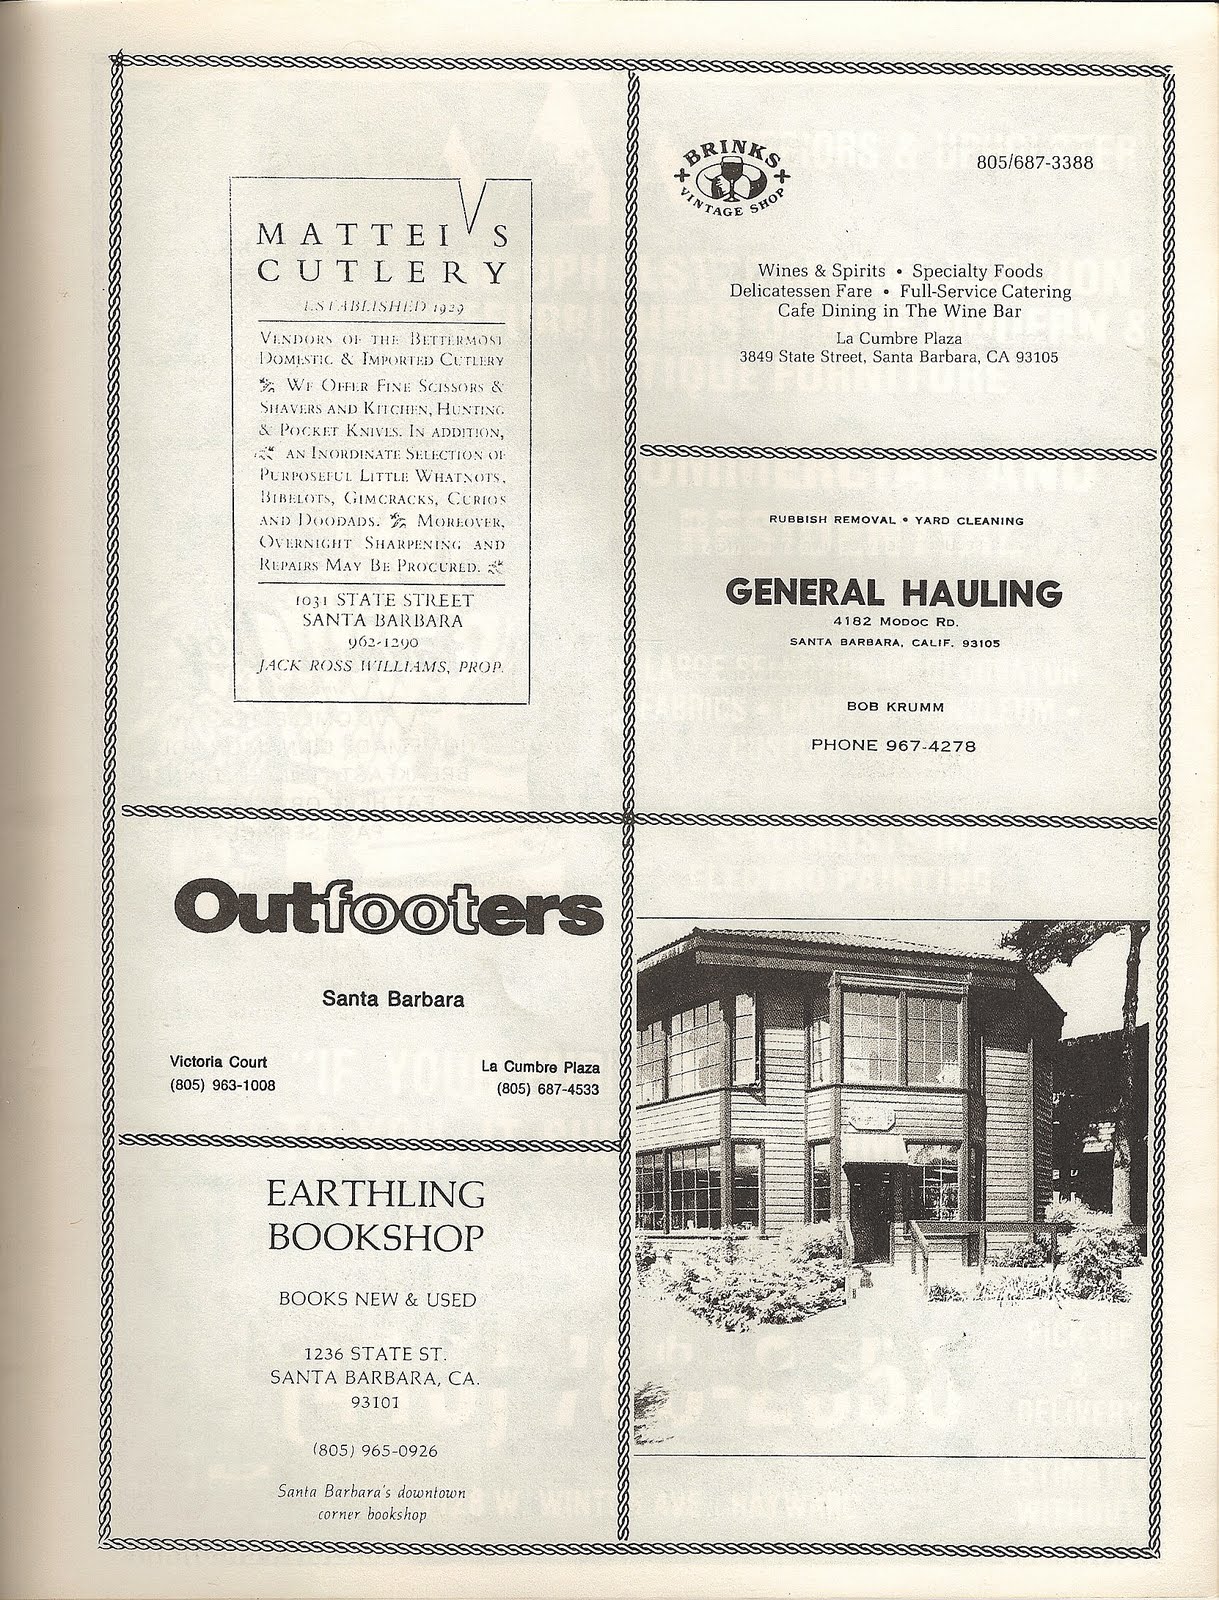 MATTEI'S
CUTLERY
ESTABLISHED 1929
VENDORS OF THE BETTERMOST
DOMESTIC & IMPORTED CUTLERY
WE OFFER FINE SCISSORS &
SHAVERS AND KITCHEN, HUNTING
& POCKET KNIVES. IN ADDITION,
AN INORDINATE SELECTION OF
PURPOSEFUL LITTLE WHATNOTS,
BIBELOTS, GIMCRACKS, CURIOS
AND DOODADS. MOREOVER,
OVERNIGHT SHARPENING AND
REPAIRS MAY BE PROCURED.
1031 STATE STREET
SANTA BARBARA
962-1290
JACK ROSS WILLIAMS, PROP.
Outfooters
Santa Barbara
Victoria Court
(805) 963-1008
La Cumbre Plaza
(805) 687-4533
EARTHLING
BOOKSHOP
BOOKS NEW & USED
1236 STATE ST.
SANTA BARBARA, CA.
93101
(805) 965-0926
Santa Barbara's downtown
corner bookshop
BRINKS
VINTAGE SHOP
805/687-3388
Wines & Spirits • Specialty Foods
Delicatessen Fare • Full-Service Catering
Cafe Dining in The Wine Bar
La Cumbre Plaza
3849 State Street, Santa Barbara, CA 93105
RUBBISH REMOVAL • YARD CLEANING
GENERAL HAULING
4182 MODOC RD.
SANTA BARBARA, CALIF. 93105
BOB KRUMM
PHONE 967-4278